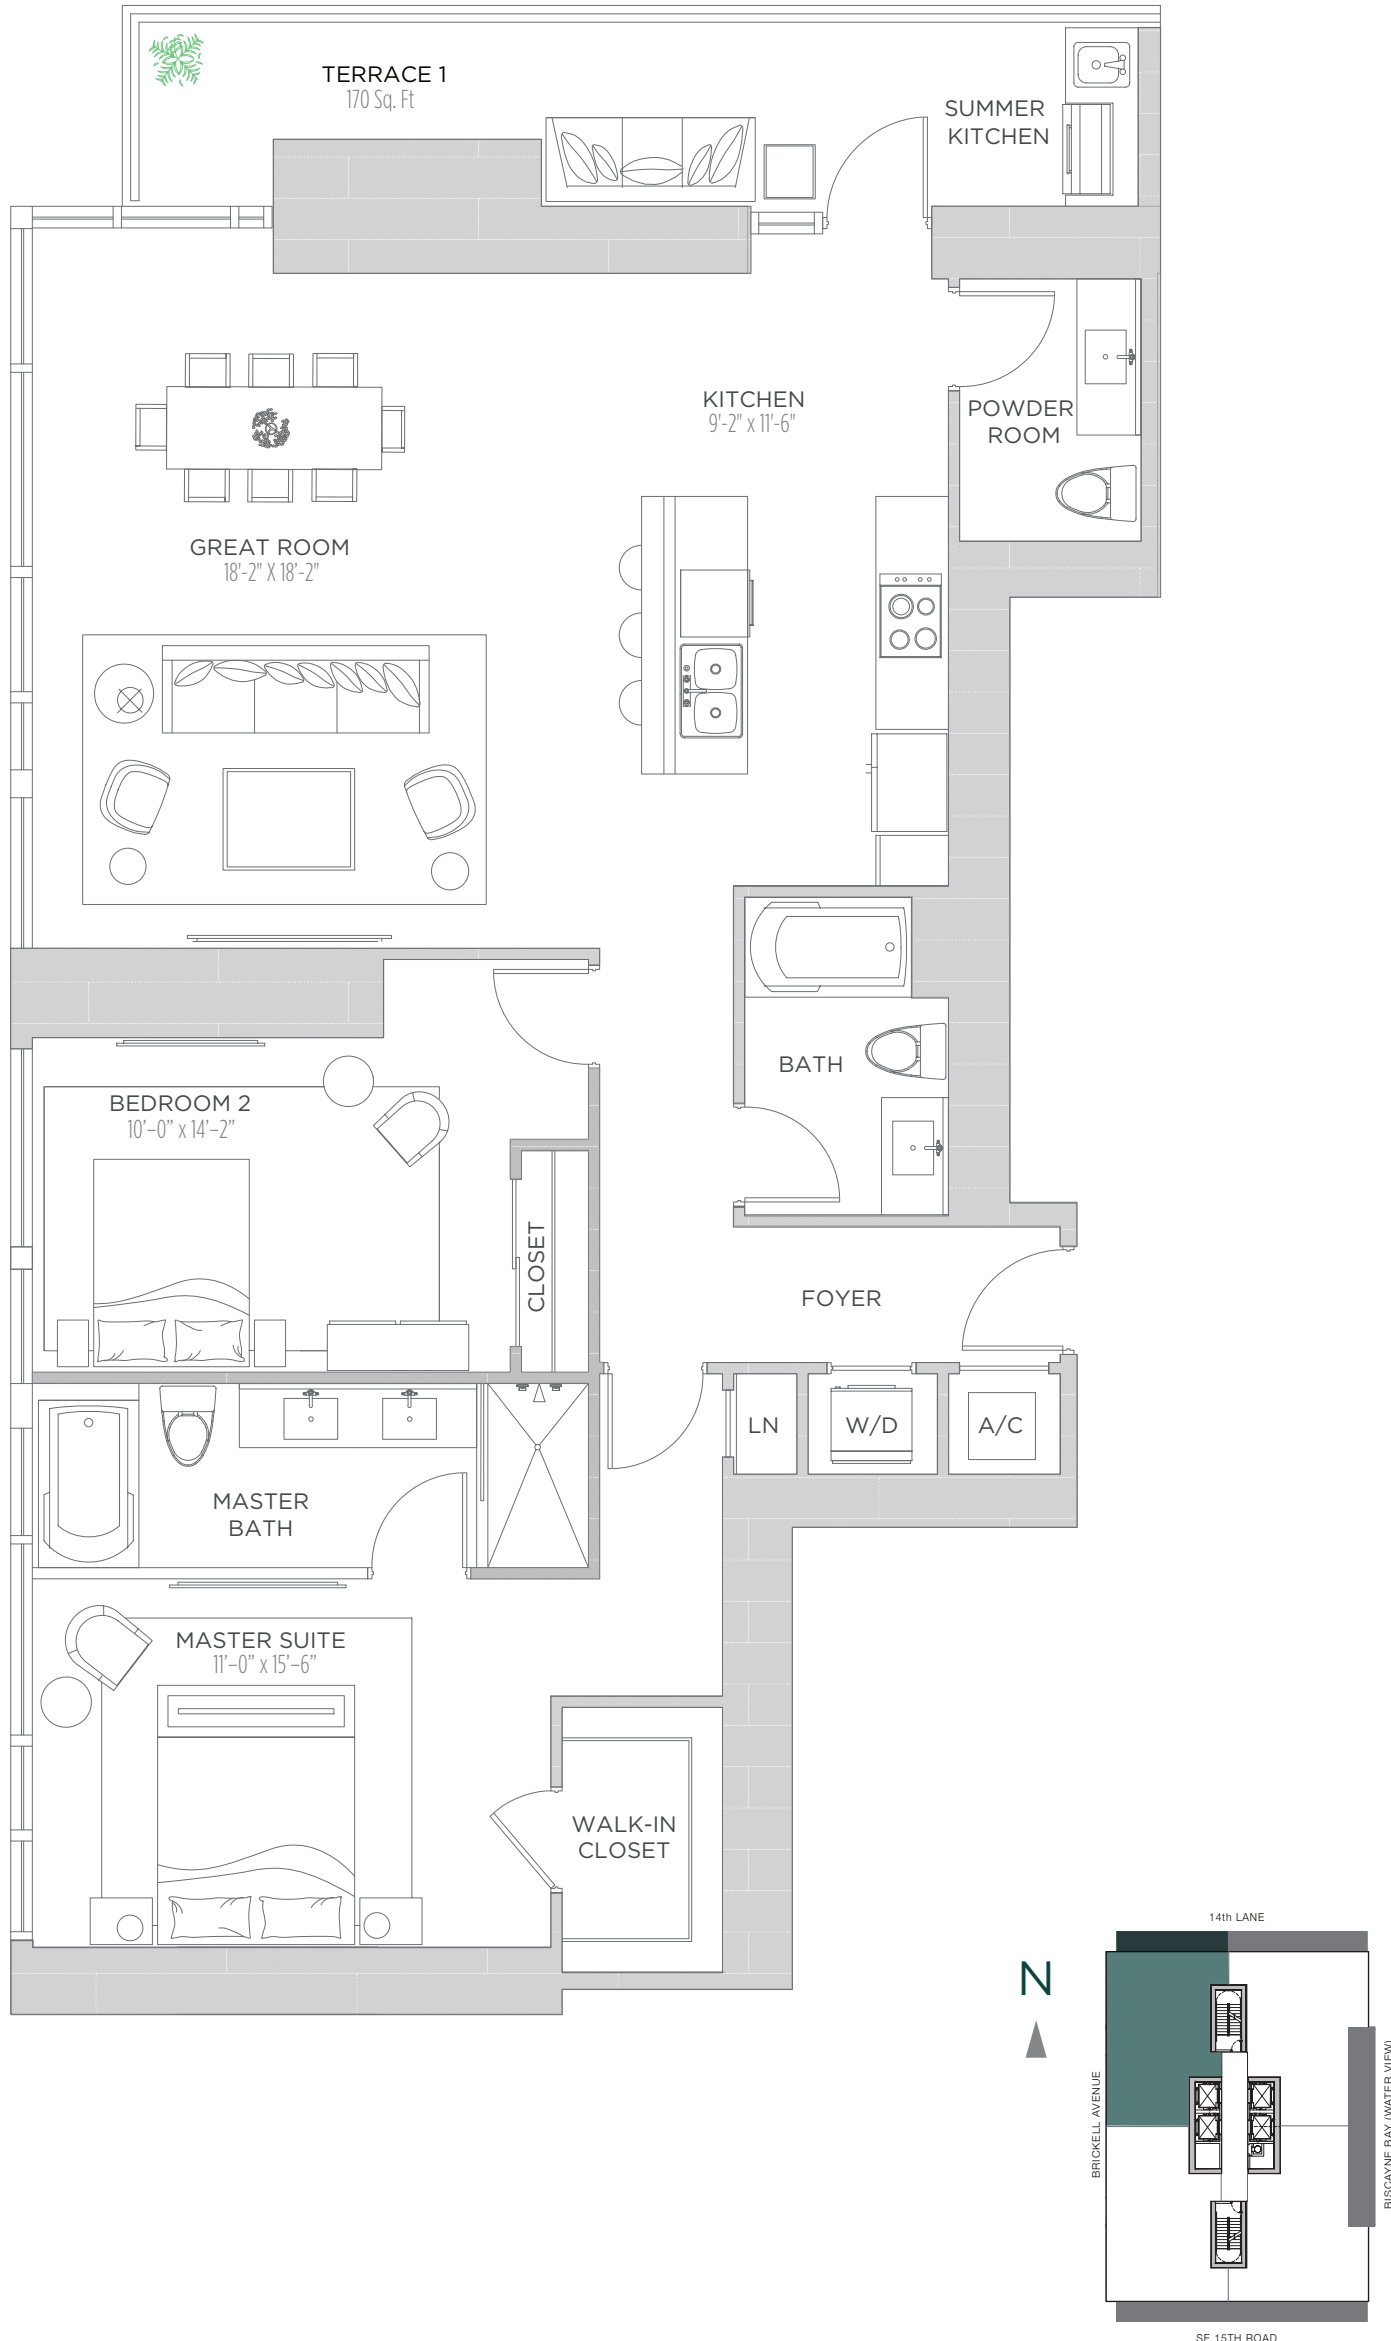 TERRACE 1
170 Sq. Ft
SUMMER
KITCHEN
KITCHEN
9'-2" x 11'-6"
POWDER
ROOM
GREAT ROOM
18'-2" X 18'-2"
BATH
BEDROOM 2
10'–0" x 14'–2"
CLOSET
FOYER
LN
W/D
A/C
MASTER
BATH
MASTER SUITE
11'–0" x 15'–6"
WALK-IN
CLOSET
14th LANE
N
BRICKELL AVENUE
BISCAYNE BAY (WATER VIEW)
SE 15TH ROAD